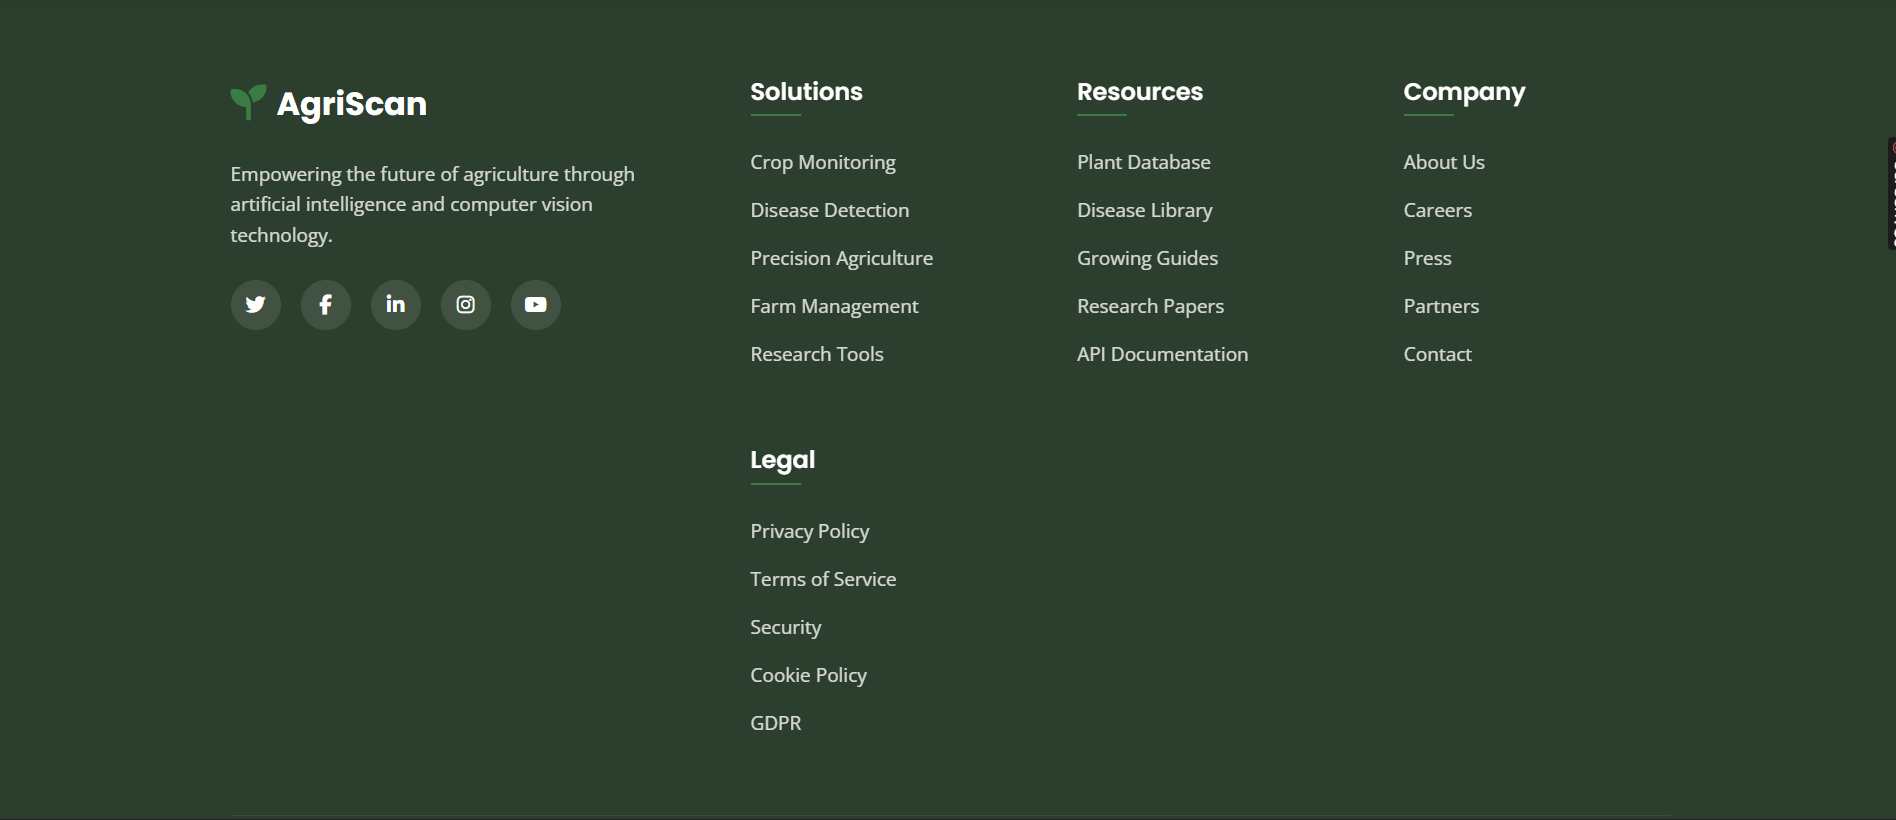 AgriScan
Empowering the future of agriculture through
artificial intelligence and computer vision
technology.
Solutions
Crop Monitoring
Disease Detection
Precision Agriculture
Farm Management
Research Tools
Resources
Plant Database
Disease Library
Growing Guides
Research Papers
API Documentation
Company
About Us
Careers
Press
Partners
Contact
Legal
Privacy Policy
Terms of Service
Security
Cookie Policy
GDPR